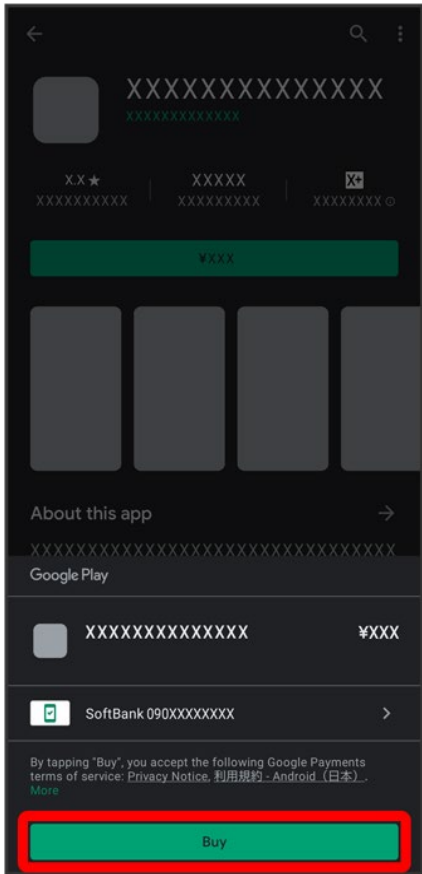 XXXXXXXXXXXXXX
XXXXXXXXXXXXX
X.X★ XXXXX X+
XXXXXXXXXX XXXXXXXXX XXXXXXXX
¥XXX
About this app
XXXXXXXXXXXXXXXXXXXXXXXXXXXXXX
Google Play
XXXXXXXXXXXXXX ¥XXX
SoftBank 090XXXXXXXX
By tapping "Buy", you accept the following Google Payments
terms of service: Privacy Notice, 利用規約 - Android（日本）.
More
Buy